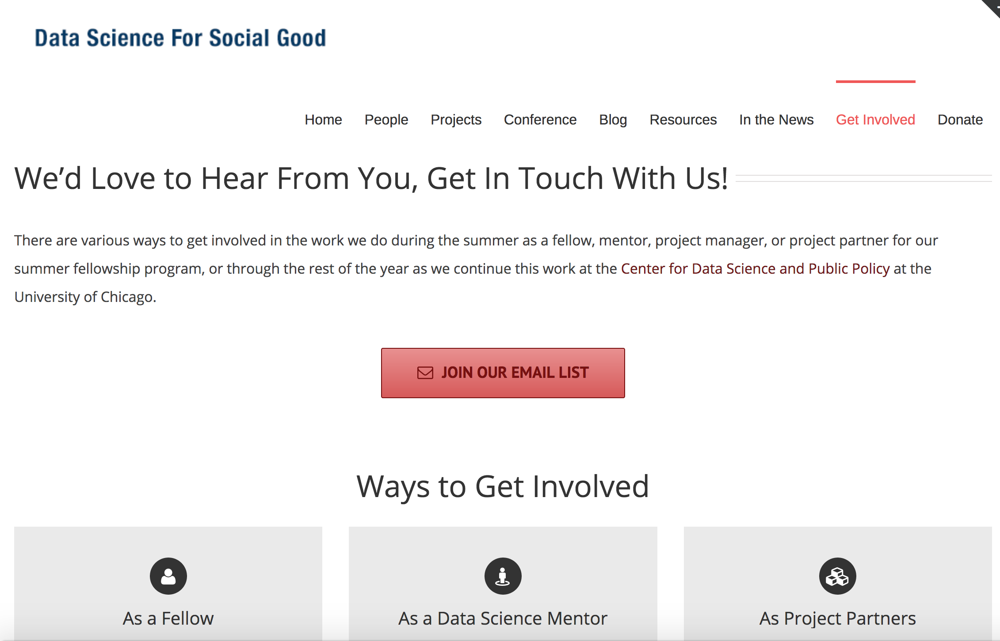 Data Science For Social Good
Home People Projects Conference Blog Resources In the News Get Involved Donate
We’d Love to Hear From You, Get In Touch With Us!
There are various ways to get involved in the work we do during the summer as a fellow, mentor, project manager, or project partner for our
summer fellowship program, or through the rest of the year as we continue this work at the Center for Data Science and Public Policy at the
University of Chicago.
JOIN OUR EMAIL LIST
Ways to Get Involved
As a Fellow
As a Data Science Mentor
As Project Partners